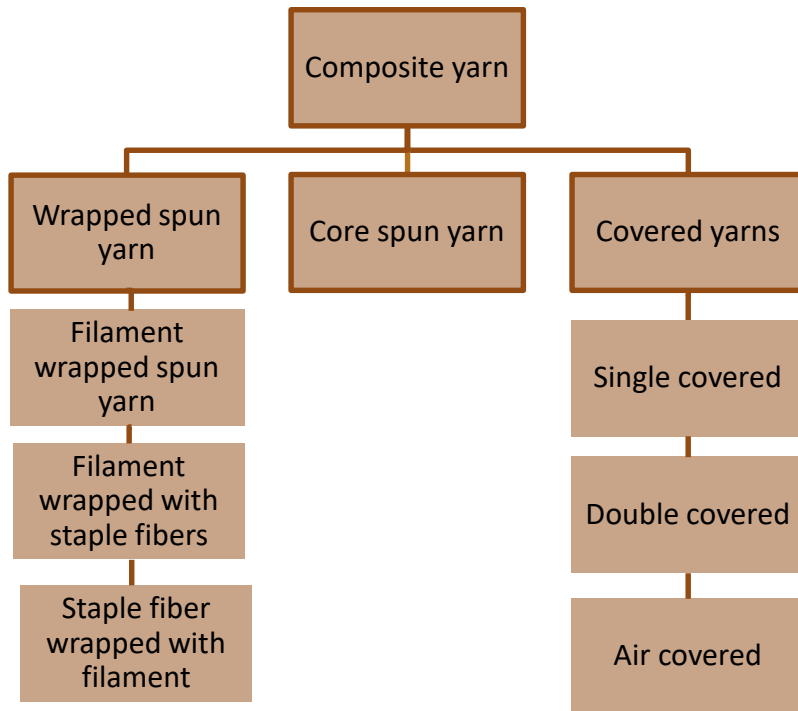 Composite yarn
Wrapped spun
yarn
Core spun yarn
Covered yarns
Filament
wrapped spun
yarn
Filament
wrapped with
staple fibers
Staple fiber
wrapped with
filament
Single covered
Double covered
Air covered